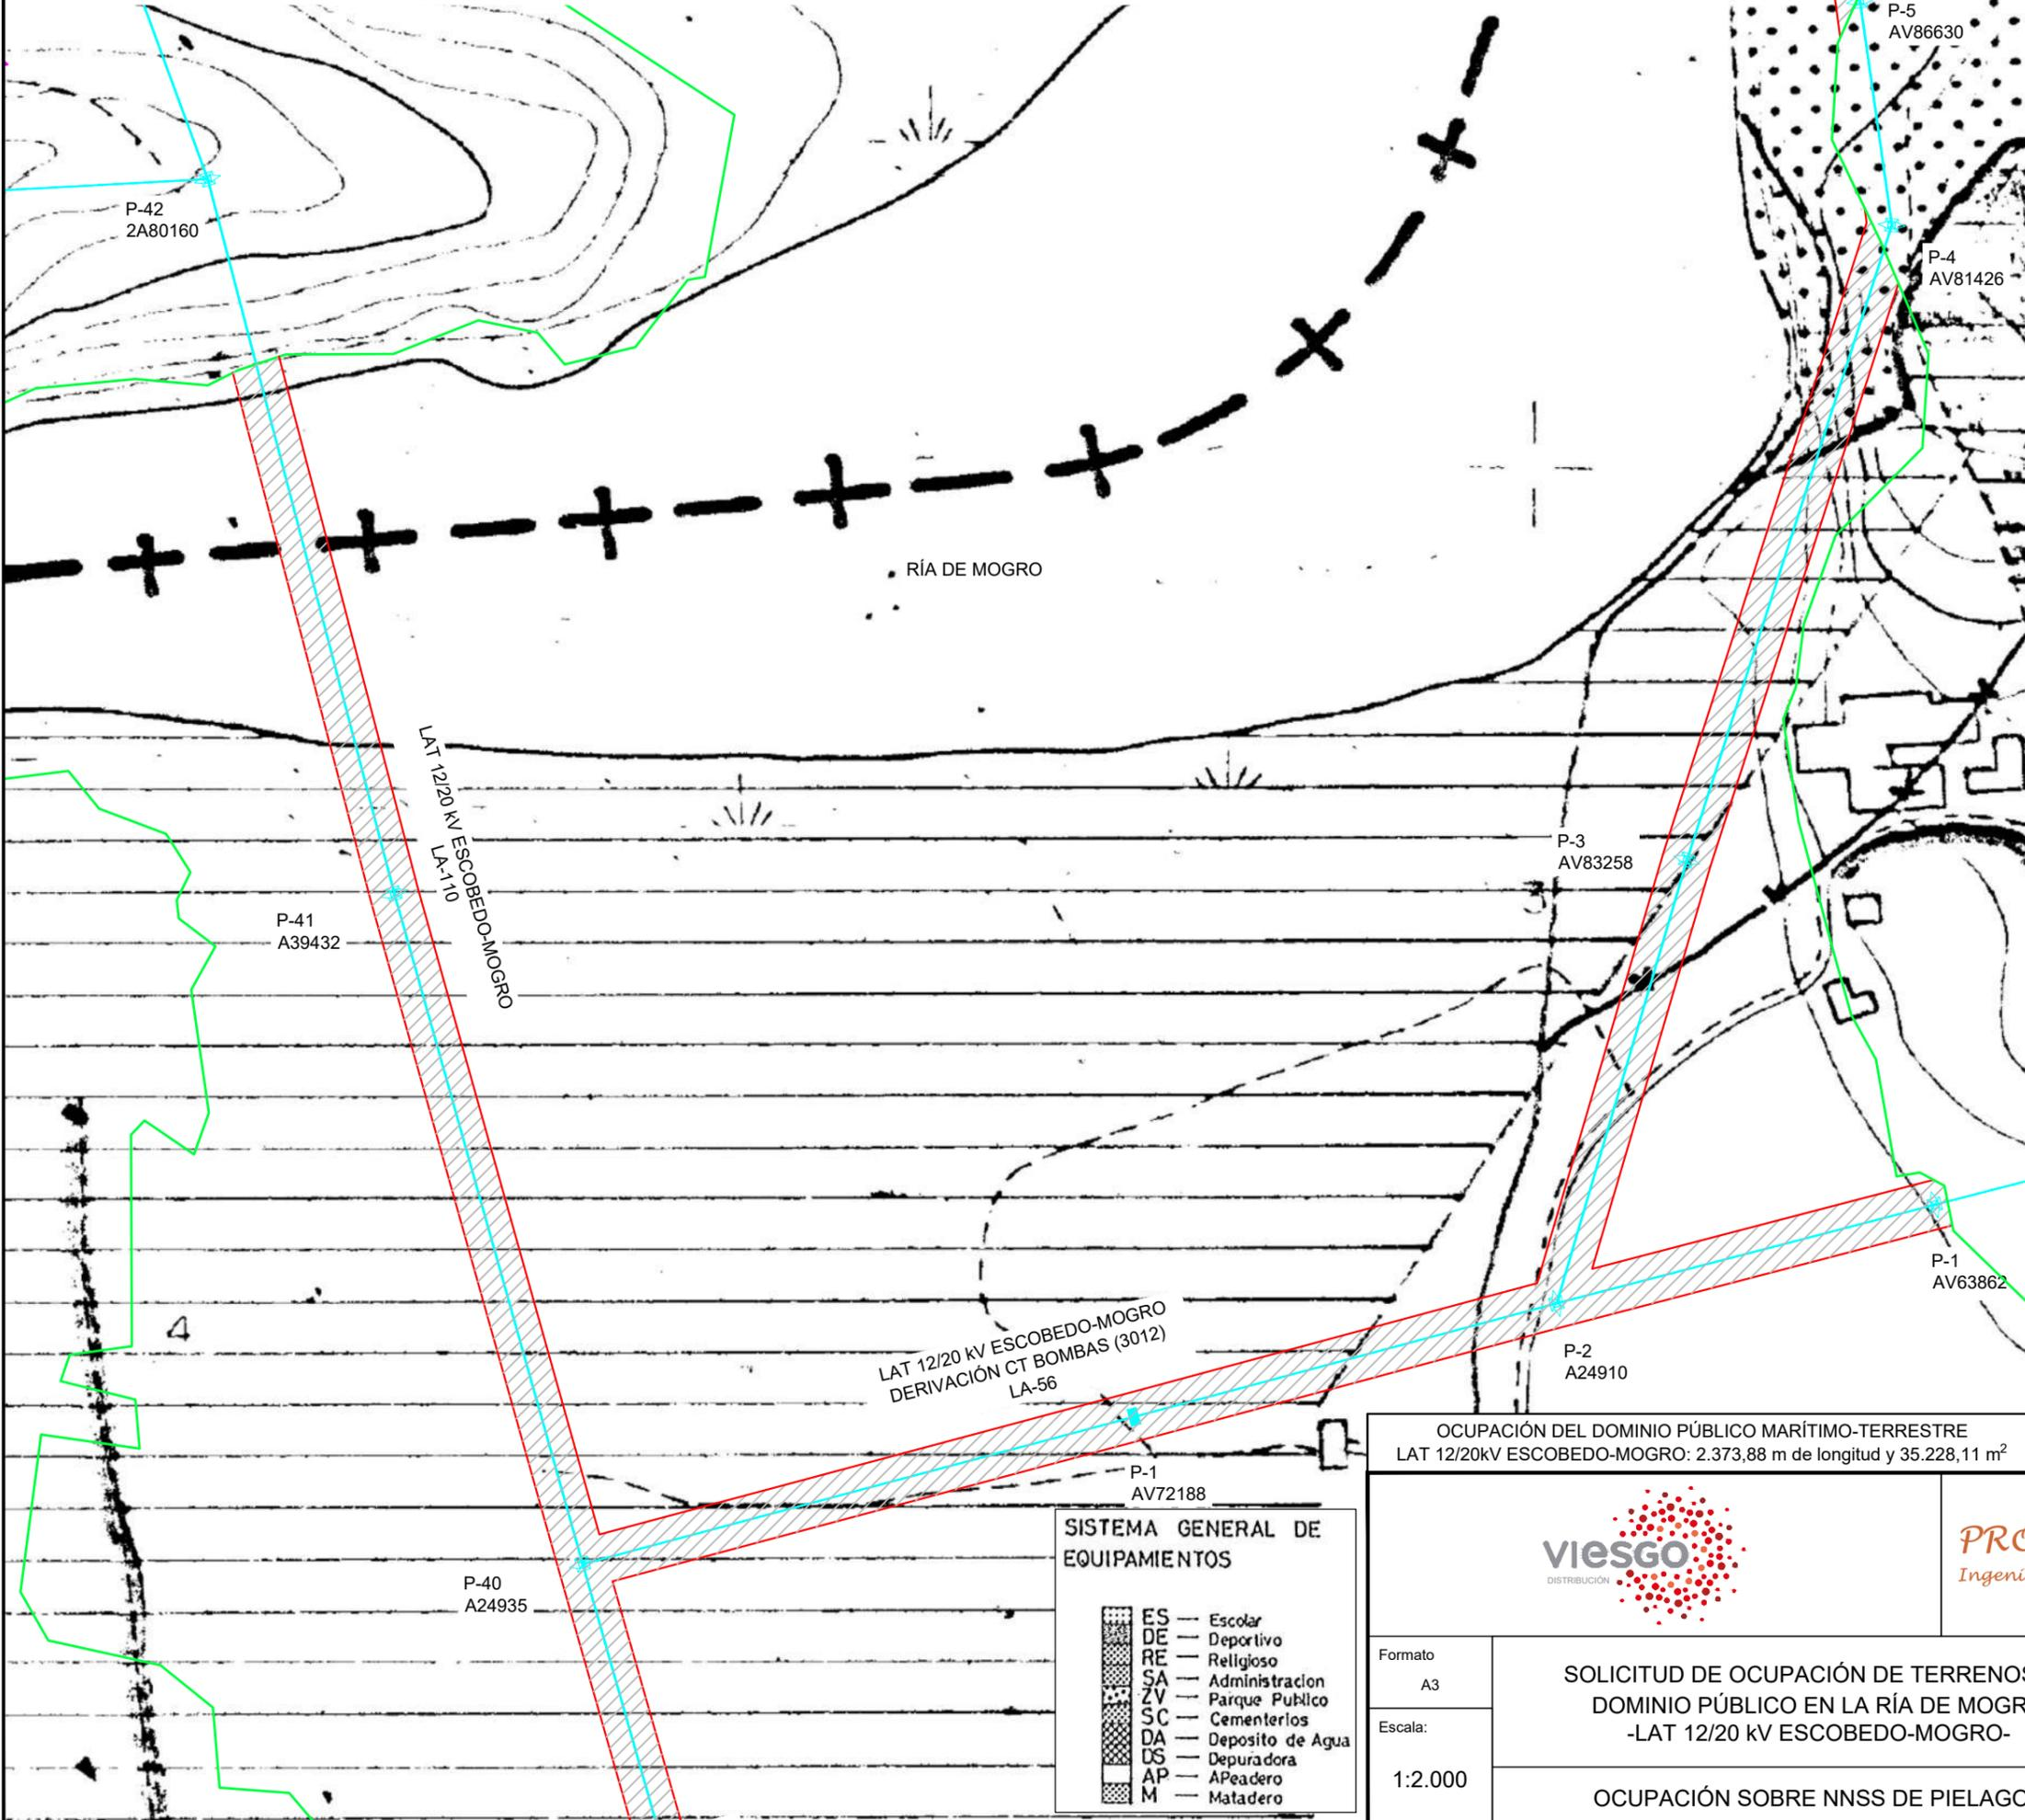 P-5
AV86630
P-42
2A80160
P-4
AV81426
RÍA DE MOGRO
LAT 12/20 kV ESCOBEDO-MOGRO
LA-110
P-3
AV83258
3
P-41
A39432
P-1
AV63862
4
LAT 12/20 kV ESCOBEDO-MOGRO
DERIVACIÓN CT BOMBAS (3012)
LA-56
P-2
A24910
P-1
AV72188
P-40
A24935
SISTEMA GENERAL DE
EQUIPAMIENTOS
ES — Escolar
DE — Deportivo
RE — Religioso
SA — Administracion
ZV — Parque Publico
SC — Cementerios
DA — Deposito de Agua
DS — Depuradora
AP — APeadero
M — Matadero
OCUPACIÓN DEL DOMINIO PÚBLICO MARÍTIMO-TERRESTRE
LAT 12/20kV ESCOBEDO-MOGRO: 2.373,88 m de longitud y 35.228,11 m²
viesgo
DISTRIBUCIÓN
Formato
A3
Escala:
1:2.000
SOLICITUD DE OCUPACIÓN DE TERRENOS
DOMINIO PÚBLICO EN LA RÍA DE MOGR
-LAT 12/20 kV ESCOBEDO-MOGRO-
OCUPACIÓN SOBRE NNSS DE PIELAGO